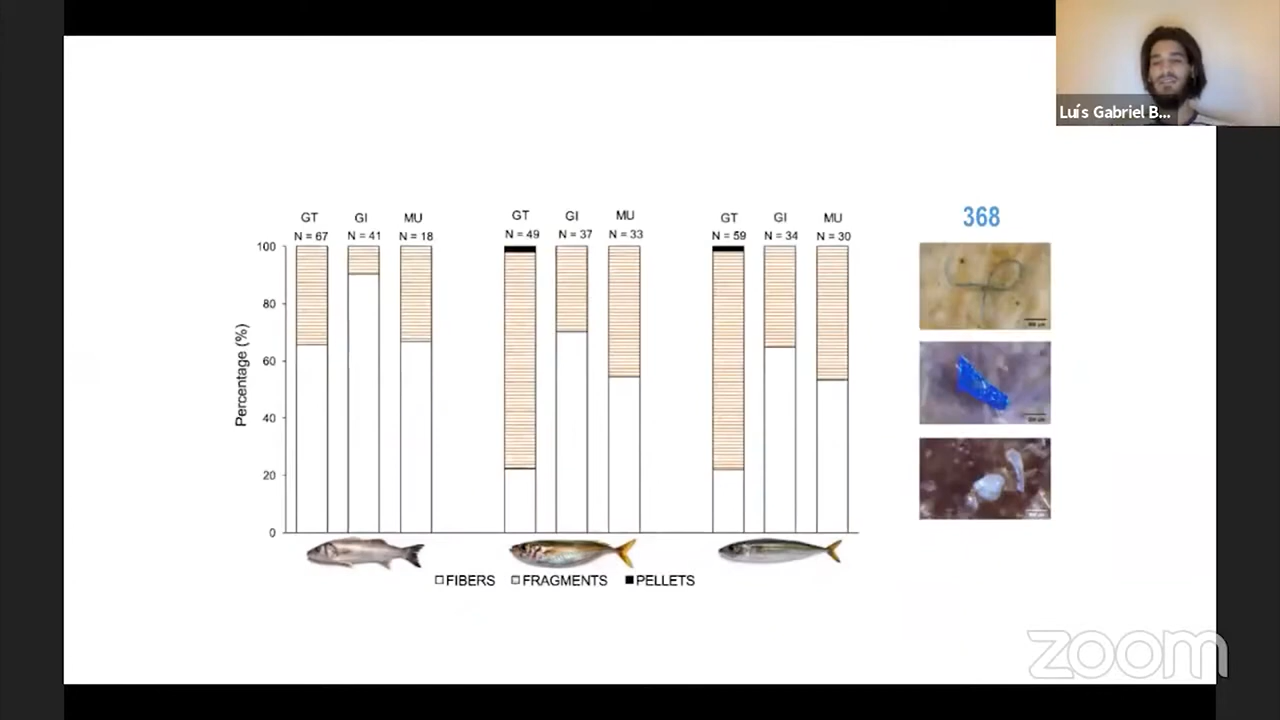 Luís Gabriel B...
368
GT GI MU GT GI MU GT GI MU
N = 67 N = 41 N = 18 N = 49 N = 37 N = 33 N = 59 N = 34 N = 30
100
80
60
40
20
0
Percentage (%)
FIBERS FRAGMENTS PELLETS
zoom